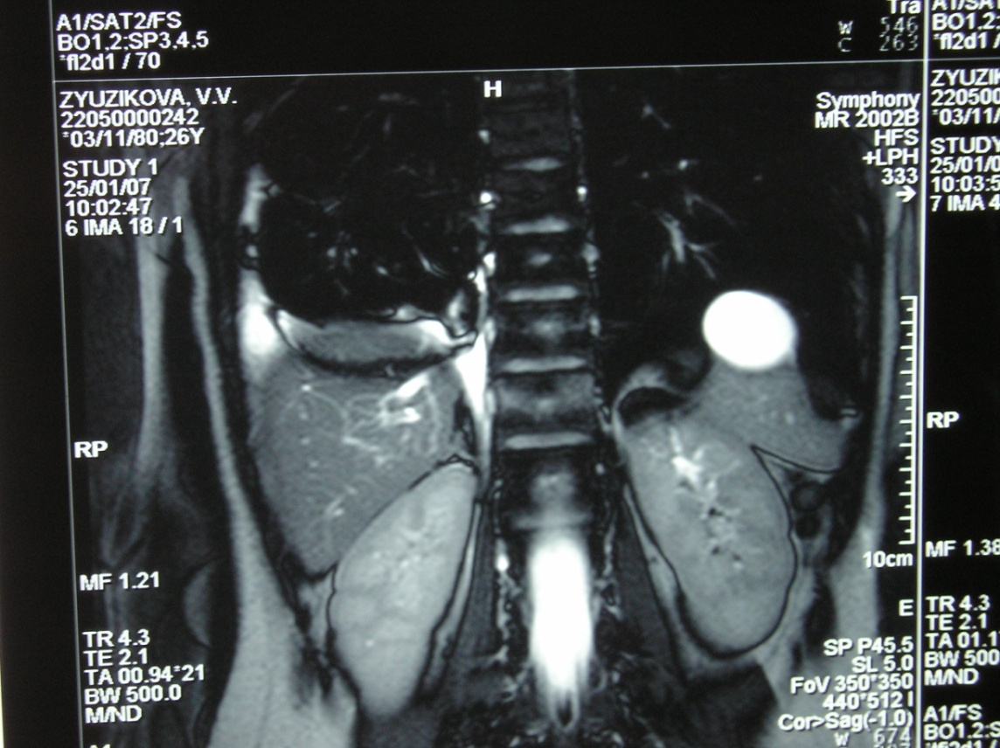 A1/SAT2/FS
BO1,2;SP3,4,5
*fl2d1 / 70
ZYUZIKOVA, V.V.
22050000242
*03/11/80;26Y
STUDY 1
25/01/07
10:02:47
6 IMA 18 / 1
H
Tra
W 546
C 263
Symphony
MR 2002B
HFS
+LPH
333
RP
MF 1.21
TR 4.3
TE 2.1
TA 00.94*21
BW 500.0
M/ND
10cm
E
SP P45.5
SL 5.0
FoV 350*350
440*512 I
Cor>Sag(-1.0)
W 674
A1/SAT
BO1,2;
*fl2d1 /
ZYUZIK
220500
*03/11/
STUDY
25/01/0
10:03:5
7 IMA 4
RP
MF 1.38
TR 4.3
TE 2.1
TA 01.1
BW 500
M/ND
A1/FS
BO1,2;S